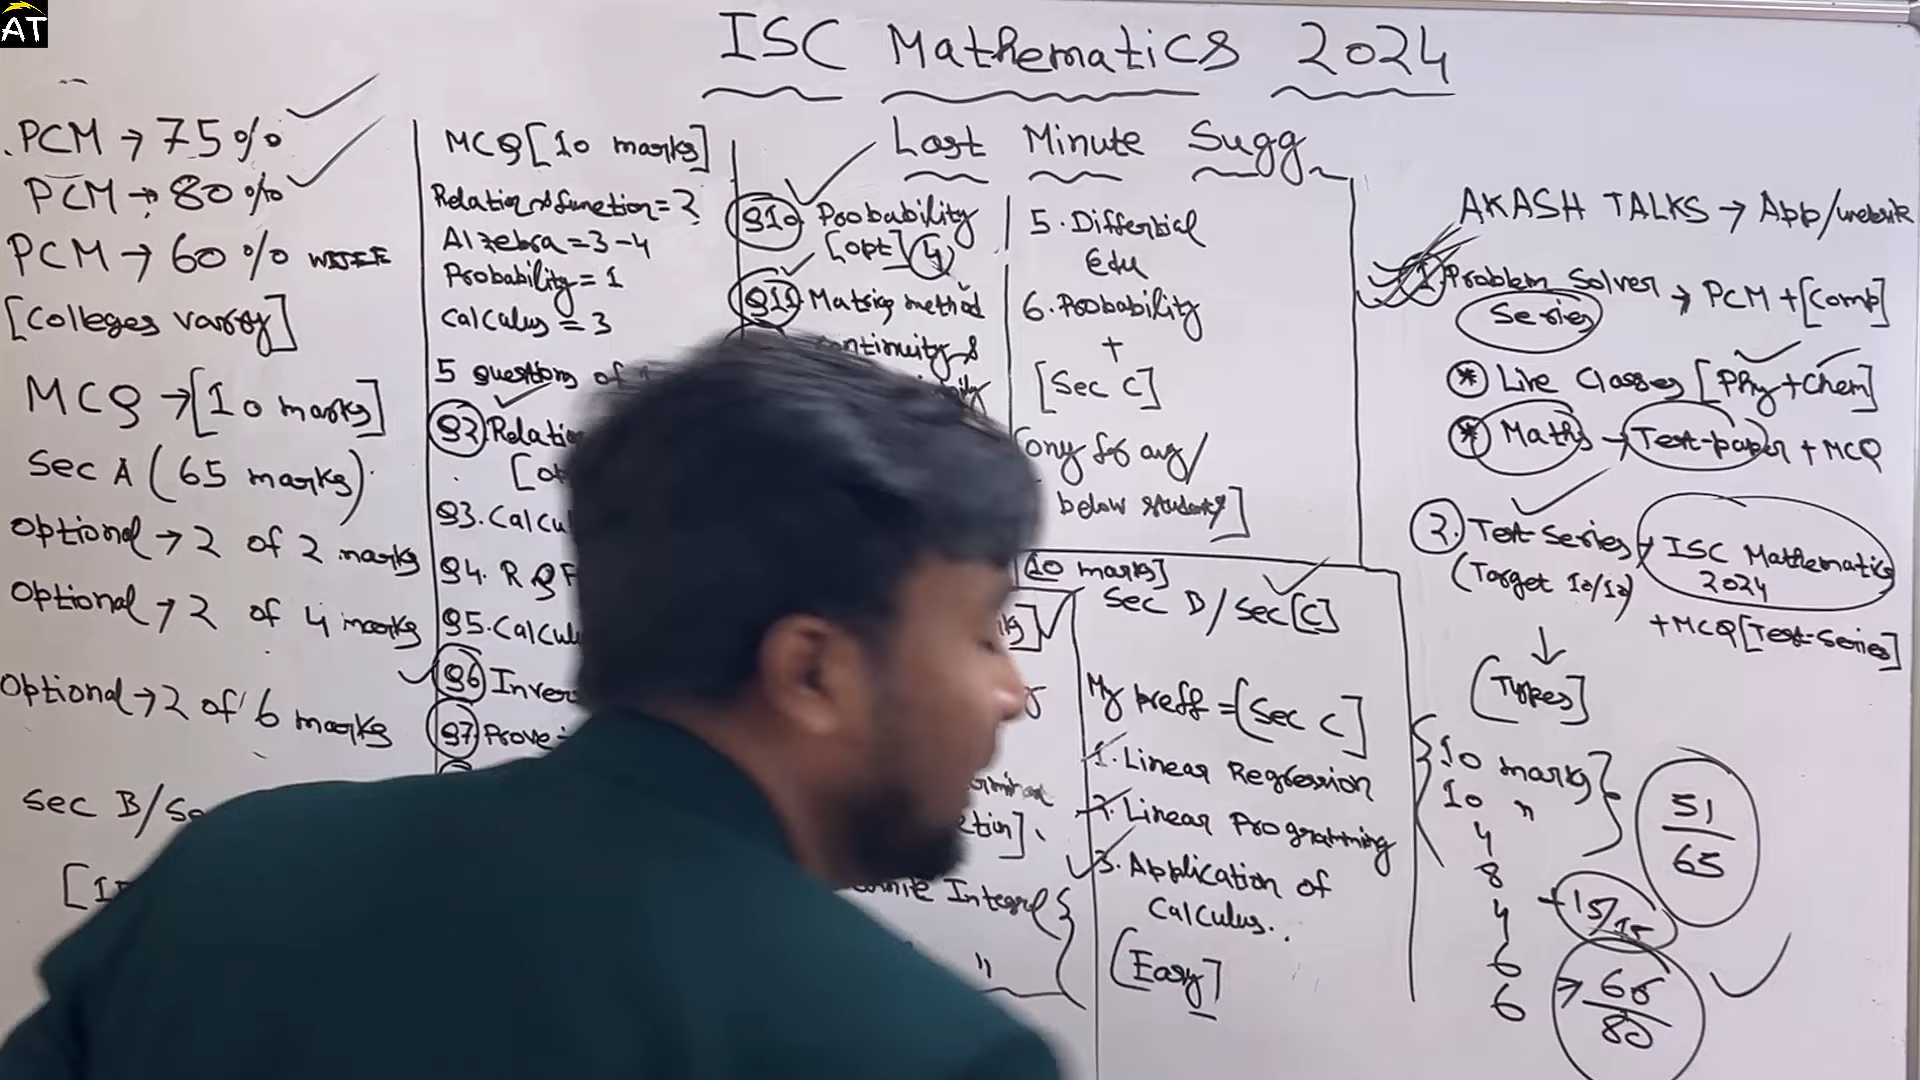 AT
ISC Mathematics 2024
Last Minute Sugg.
PCM → 75%
PCM → 80%
PCM → 60%
[Colleges varry]
MCQ → [10 marks]
Sec A (65 marks)
Optional → 2 of 2 marks
Optional → 2 of 4 marks
Optional → 2 of 6 marks
Sec B/
MCQ [10 marks]
Relation & function = 2
Algebra = 3-4
Probability = 1
Calculus = 3
5 questions of
Q2. Relatio
Q3. Calcu
Q4. R & F
Q5. Calcul
Q6 Inver
Q7 Prove
Q10 Probability
[opt] (4)
Q11 Matrix method
continuity &
5. Differntial
Edu
6. Probability
+
[Sec C]
ony for avg/
below students]
[10 marks]
Sec B/Sec [C]
My preff = [Sec C]
1. Linear Regression
2. Linear Programming
3. Application of
Calculus..
[Easy]
Integral
"
AKASH TALKS → App/website
1. Problem Solver → PCM + [Comp]
Series
* Live Classes [Phy + Chem]
* Maths → Test-paper + MCQ
2. Test-Series → ISC Mathematics
2024
(Target 10/12)
+ MCQ [Test-Series]
↓
[Types]
10 marks
10 "
4
8
4
6
6
51/65
+ 15/15
→ 66/80